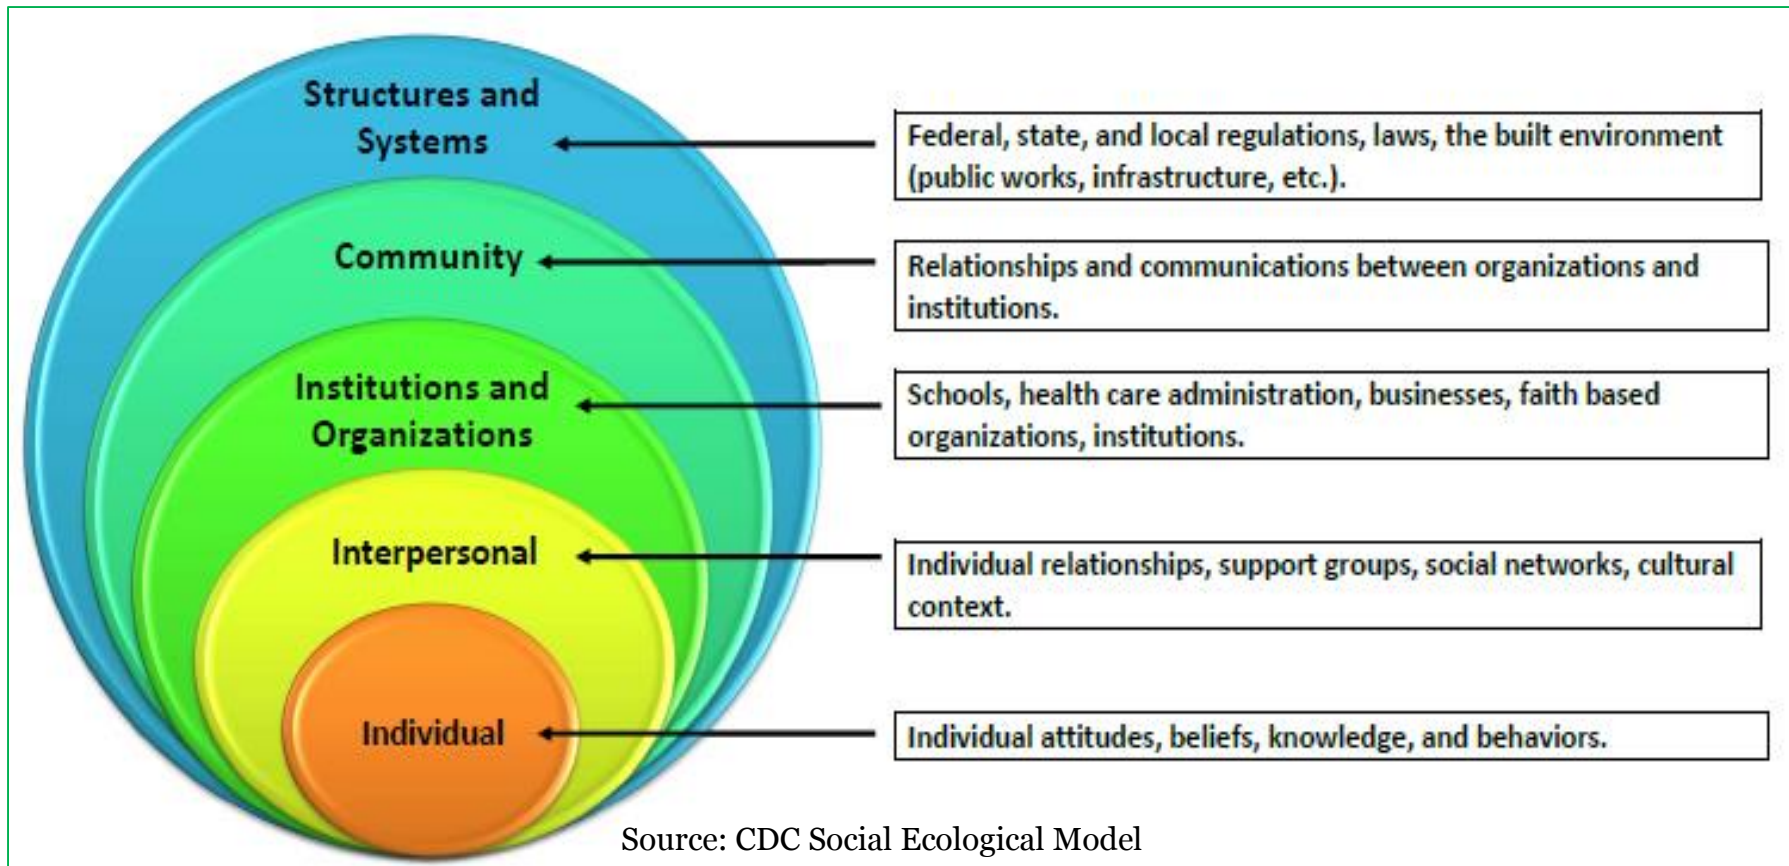 Structures and
Systems
Federal, state, and local regulations, laws, the built environment
(public works, infrastructure, etc.).
Community
Relationships and communications between organizations and
institutions.
Institutions and
Organizations
Schools, health care administration, businesses, faith based
organizations, institutions.
Interpersonal
Individual relationships, support groups, social networks, cultural
context.
Individual
Individual attitudes, beliefs, knowledge, and behaviors.
Source: CDC Social Ecological Model